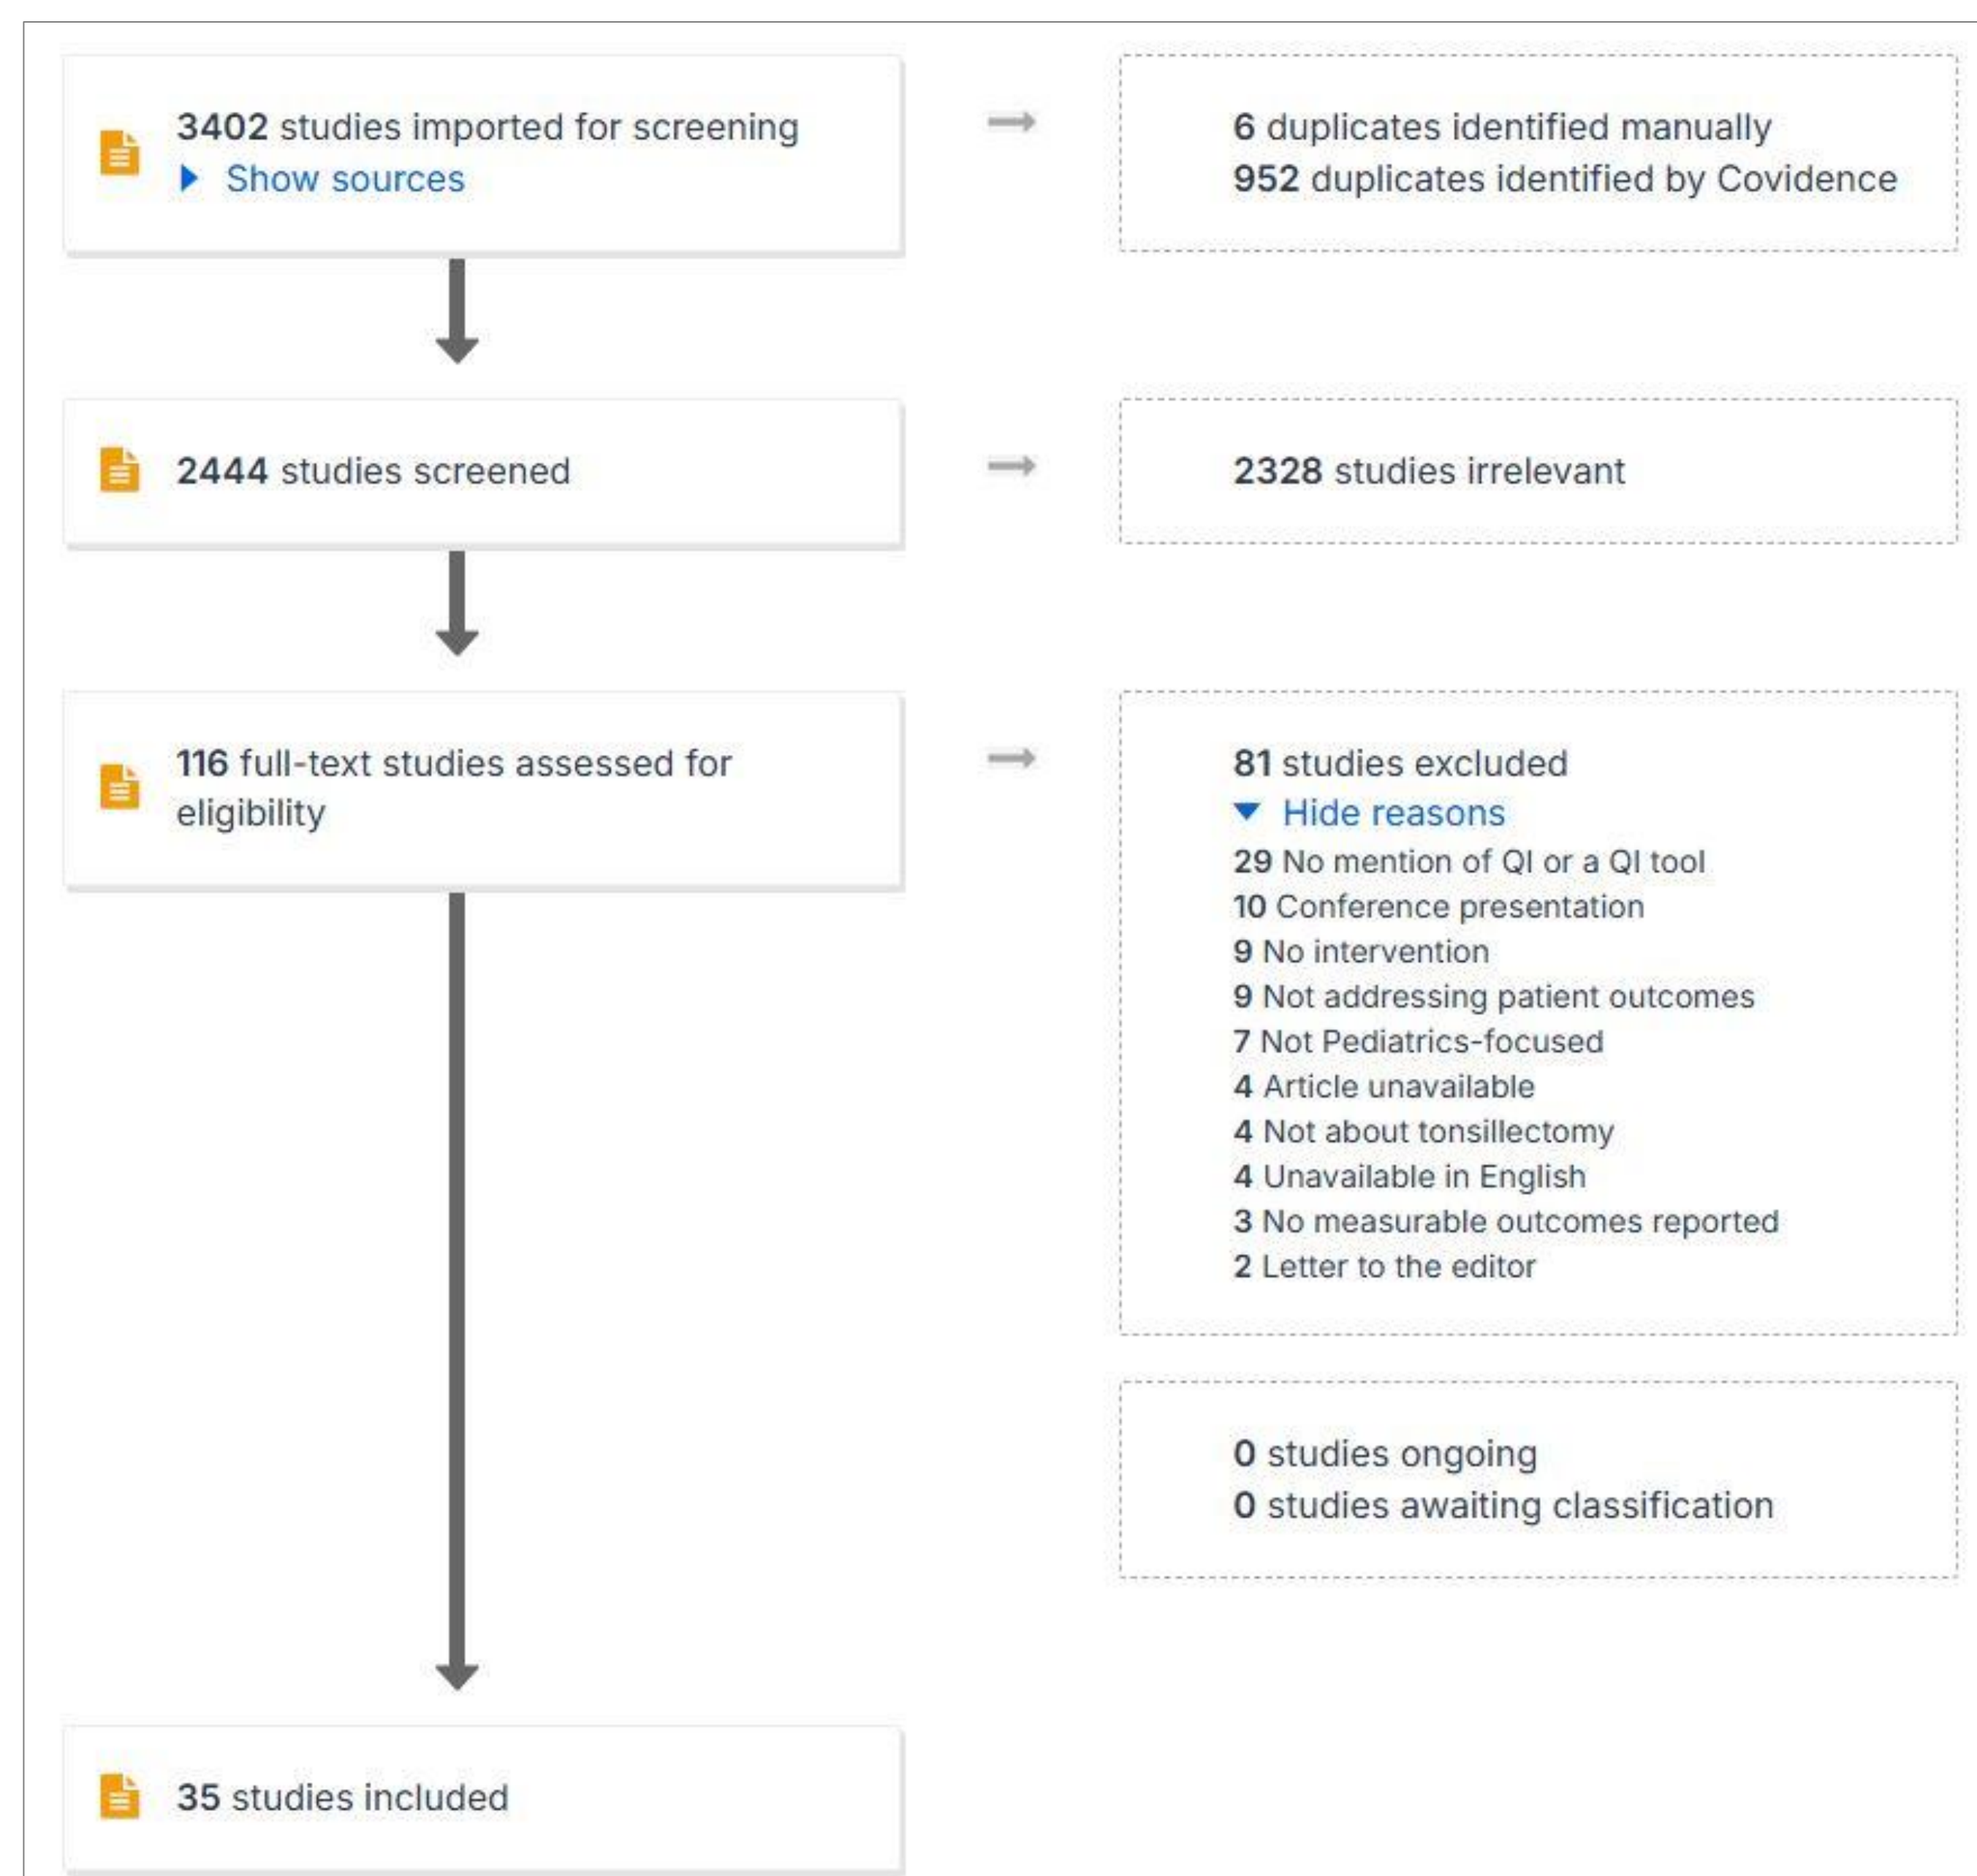 3402 studies imported for screening
Show sources
6 duplicates identified manually
952 duplicates identified by Covidence
2444 studies screened
2328 studies irrelevant
116 full-text studies assessed for
eligibility
81 studies excluded
Hide reasons
29 No mention of QI or a QI tool
10 Conference presentation
9 No intervention
9 Not addressing patient outcomes
7 Not Pediatrics-focused
4 Article unavailable
4 Not about tonsillectomy
4 Unavailable in English
3 No measurable outcomes reported
2 Letter to the editor
0 studies ongoing
0 studies awaiting classification
35 studies included